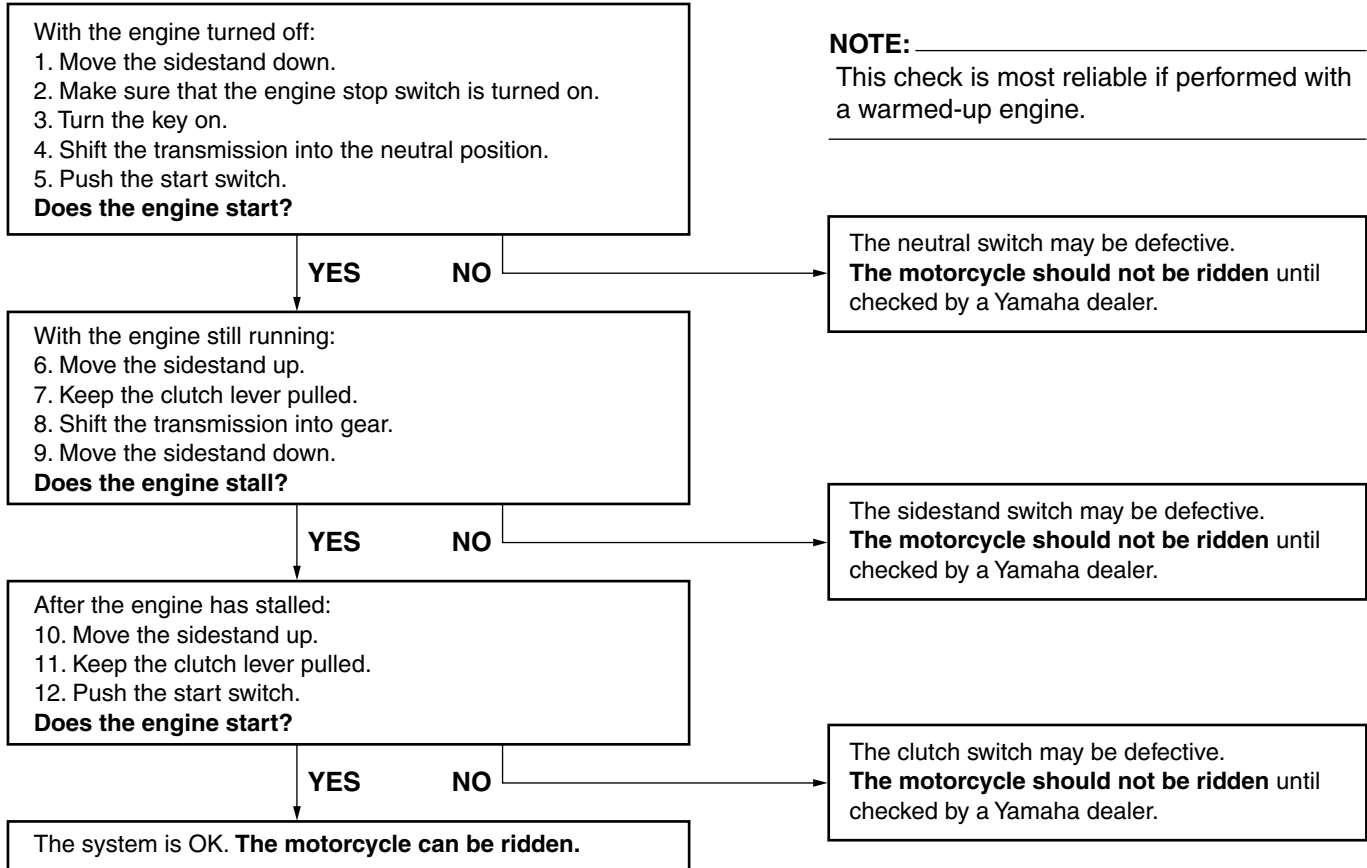 With the engine turned off:
1. Move the sidestand down.
2. Make sure that the engine stop switch is turned on.
3. Turn the key on.
4. Shift the transmission into the neutral position.
5. Push the start switch.
Does the engine start?
NOTE:
This check is most reliable if performed with
a warmed-up engine.
YES NO
The neutral switch may be defective.
The motorcycle should not be ridden until
checked by a Yamaha dealer.
With the engine still running:
6. Move the sidestand up.
7. Keep the clutch lever pulled.
8. Shift the transmission into gear.
9. Move the sidestand down.
Does the engine stall?
YES NO
The sidestand switch may be defective.
The motorcycle should not be ridden until
checked by a Yamaha dealer.
After the engine has stalled:
10. Move the sidestand up.
11. Keep the clutch lever pulled.
12. Push the start switch.
Does the engine start?
YES NO
The clutch switch may be defective.
The motorcycle should not be ridden until
checked by a Yamaha dealer.
The system is OK. The motorcycle can be ridden.